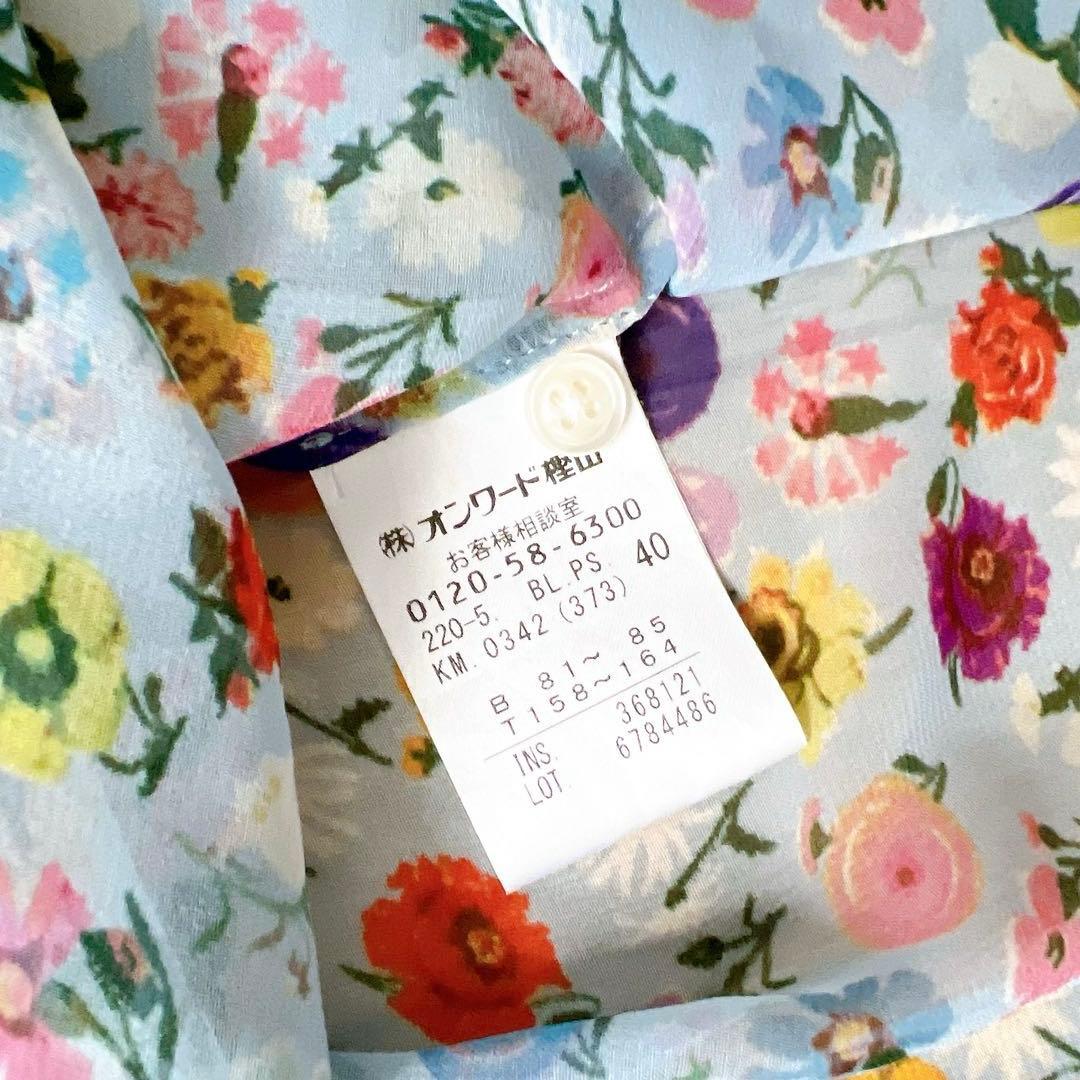 (株)オンワード樫山
お客様相談室
0120-58-6300
220-5. BL.PS. 40
KM. 0342 (373)
B 81～ 85
T 158～164
INS. 368121
LOT. 6784486